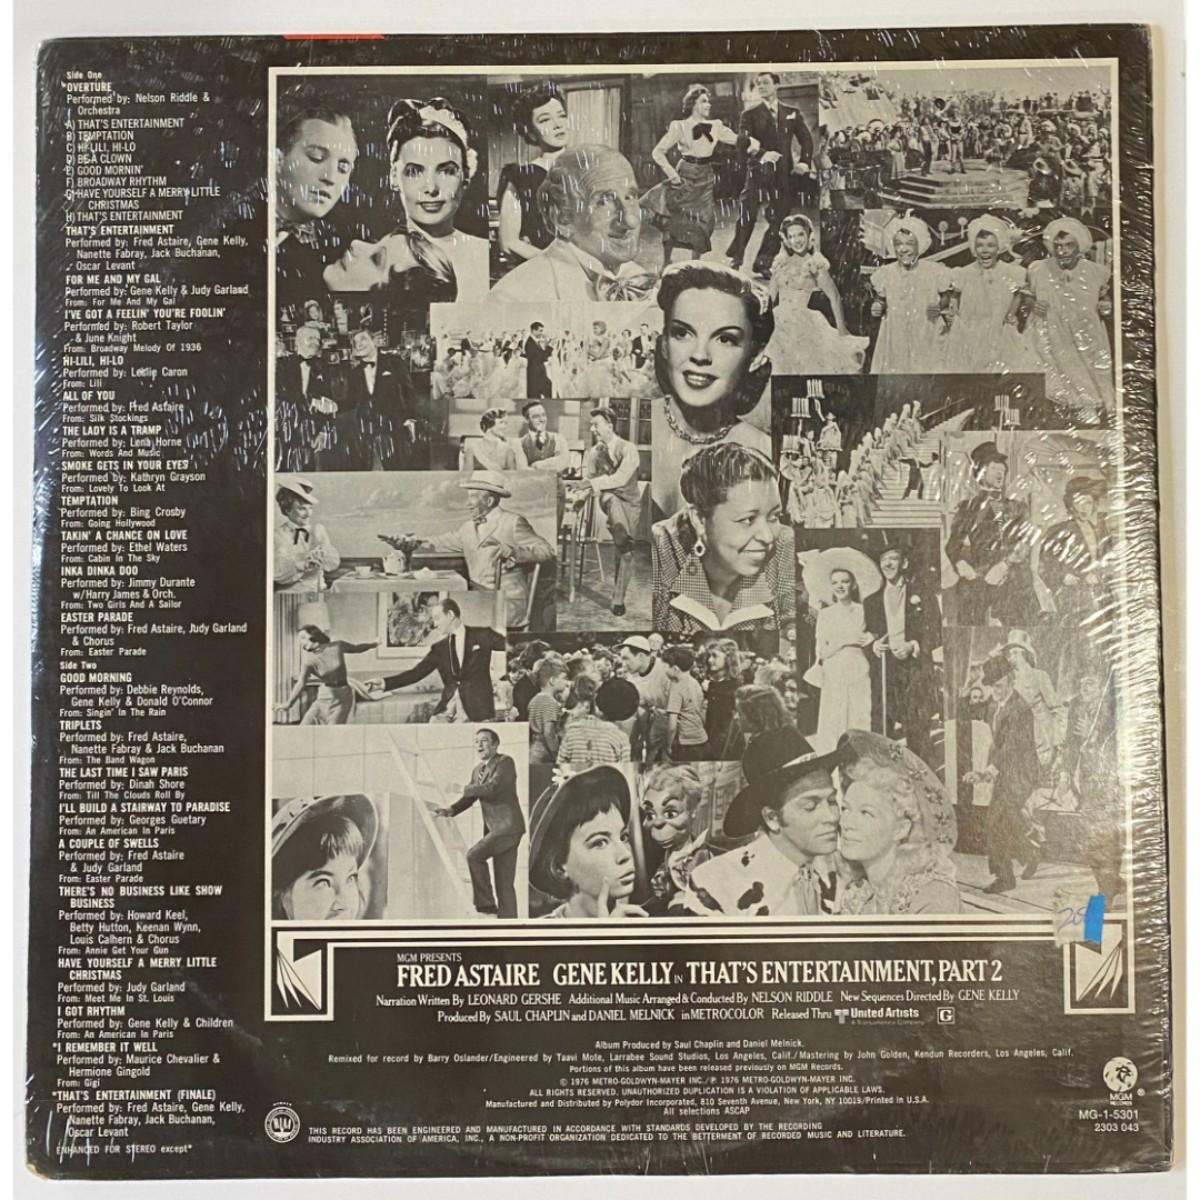 Side One
*OVERTURE
Performed by: Nelson Riddle &
Orchestra
A) THAT'S ENTERTAINMENT
B) TEMPTATION
C) HI-LILI, HI-LO
D) BE A CLOWN
E) GOOD MORNIN'
F) BROADWAY RHYTHM
G) HAVE YOURSELF A MERRY LITTLE
CHRISTMAS
H) THAT'S ENTERTAINMENT
THAT'S ENTERTAINMENT
Performed by: Fred Astaire, Gene Kelly,
Nanette Fabray, Jack Buchanan,
Oscar Levant
FOR ME AND MY GAL
Performed by: Gene Kelly & Judy Garland
From: For Me And My Gal
I'VE GOT A FEELIN' YOU'RE FOOLIN'
Performed by: Robert Taylor
& June Knight
From: Broadway Melody Of 1936
HI-LILI, HI-LO
Performed by: Leslie Caron
From: Lili
ALL OF YOU
Performed by: Fred Astaire
From: Silk Stockings
THE LADY IS A TRAMP
Performed by: Lena Horne
From: Words And Music
SMOKE GETS IN YOUR EYES
Performed by: Kathryn Grayson
From: Lovely To Look At
TEMPTATION
Performed by: Bing Crosby
From: Going Hollywood
TAKIN' A CHANCE ON LOVE
Performed by: Ethel Waters
From: Cabin In The Sky
INKA DINKA DOO
Performed by: Jimmy Durante
w/Harry James & Orch.
From: Two Girls And A Sailor
EASTER PARADE
Performed by: Fred Astaire, Judy Garland
& Chorus
From: Easter Parade
Side Two
GOOD MORNING
Performed by: Debbie Reynolds,
Gene Kelly & Donald O'Connor
From: Singin' In The Rain
TRIPLETS
Performed by: Fred Astaire,
Nanette Fabray & Jack Buchanan
From: The Band Wagon
THE LAST TIME I SAW PARIS
Performed by: Dinah Shore
From: Till The Clouds Roll By
I'LL BUILD A STAIRWAY TO PARADISE
Performed by: Georges Guetary
From: An American In Paris
A COUPLE OF SWELLS
Performed by: Fred Astaire
& Judy Garland
From: Easter Parade
THERE'S NO BUSINESS LIKE SHOW
BUSINESS
Performed by: Howard Keel,
Betty Hutton, Keenan Wynn,
Louis Calhern & Chorus
From: Annie Get Your Gun
HAVE YOURSELF A MERRY LITTLE
CHRISTMAS
Performed by: Judy Garland
From: Meet Me In St. Louis
I GOT RHYTHM
Performed by: Gene Kelly & Children
From: An American In Paris
*I REMEMBER IT WELL
Performed by: Maurice Chevalier &
Hermione Gingold
From: Gigi
*THAT'S ENTERTAINMENT (FINALE)
Performed by: Fred Astaire, Gene Kelly,
Nanette Fabray, Jack Buchanan,
Oscar Levant
ENHANCED FOR STEREO except*
MGM PRESENTS
FRED ASTAIRE GENE KELLY IN THAT'S ENTERTAINMENT, PART 2
Narration Written By LEONARD GERSHE Additional Music Arranged & Conducted By NELSON RIDDLE New Sequences Directed By GENE KELLY
Produced By SAUL CHAPLIN and DANIEL MELNICK in METROCOLOR Released Thru United Artists G
A Transamerica Company
Album Produced by Saul Chaplin and Daniel Melnick.
Remixed for record by Barry Oslander/Engineered by Taavi Mote, Larrabee Sound Studios, Los Angeles, Calif./Mastering by John Golden, Kendun Recorders, Los Angeles, Calif.
Portions of this album have been released previously on MGM Records.
© 1976 METRO-GOLDWYN-MAYER INC./℗ 1976 METRO-GOLDWYN-MAYER INC.
ALL RIGHTS RESERVED. UNAUTHORIZED DUPLICATION IS A VIOLATION OF APPLICABLE LAWS.
Manufactured and Distributed by Polydor Incorporated, 810 Seventh Avenue, New York, NY 10019/Printed in U.S.A.
All selections ASCAP
THIS RECORD HAS BEEN ENGINEERED AND MANUFACTURED IN ACCORDANCE WITH STANDARDS DEVELOPED BY THE RECORDING
INDUSTRY ASSOCIATION OF AMERICA, INC., A NON-PROFIT ORGANIZATION DEDICATED TO THE BETTERMENT OF RECORDED MUSIC AND LITERATURE.
MGM
RECORDS
MG-1-5301
2303 043